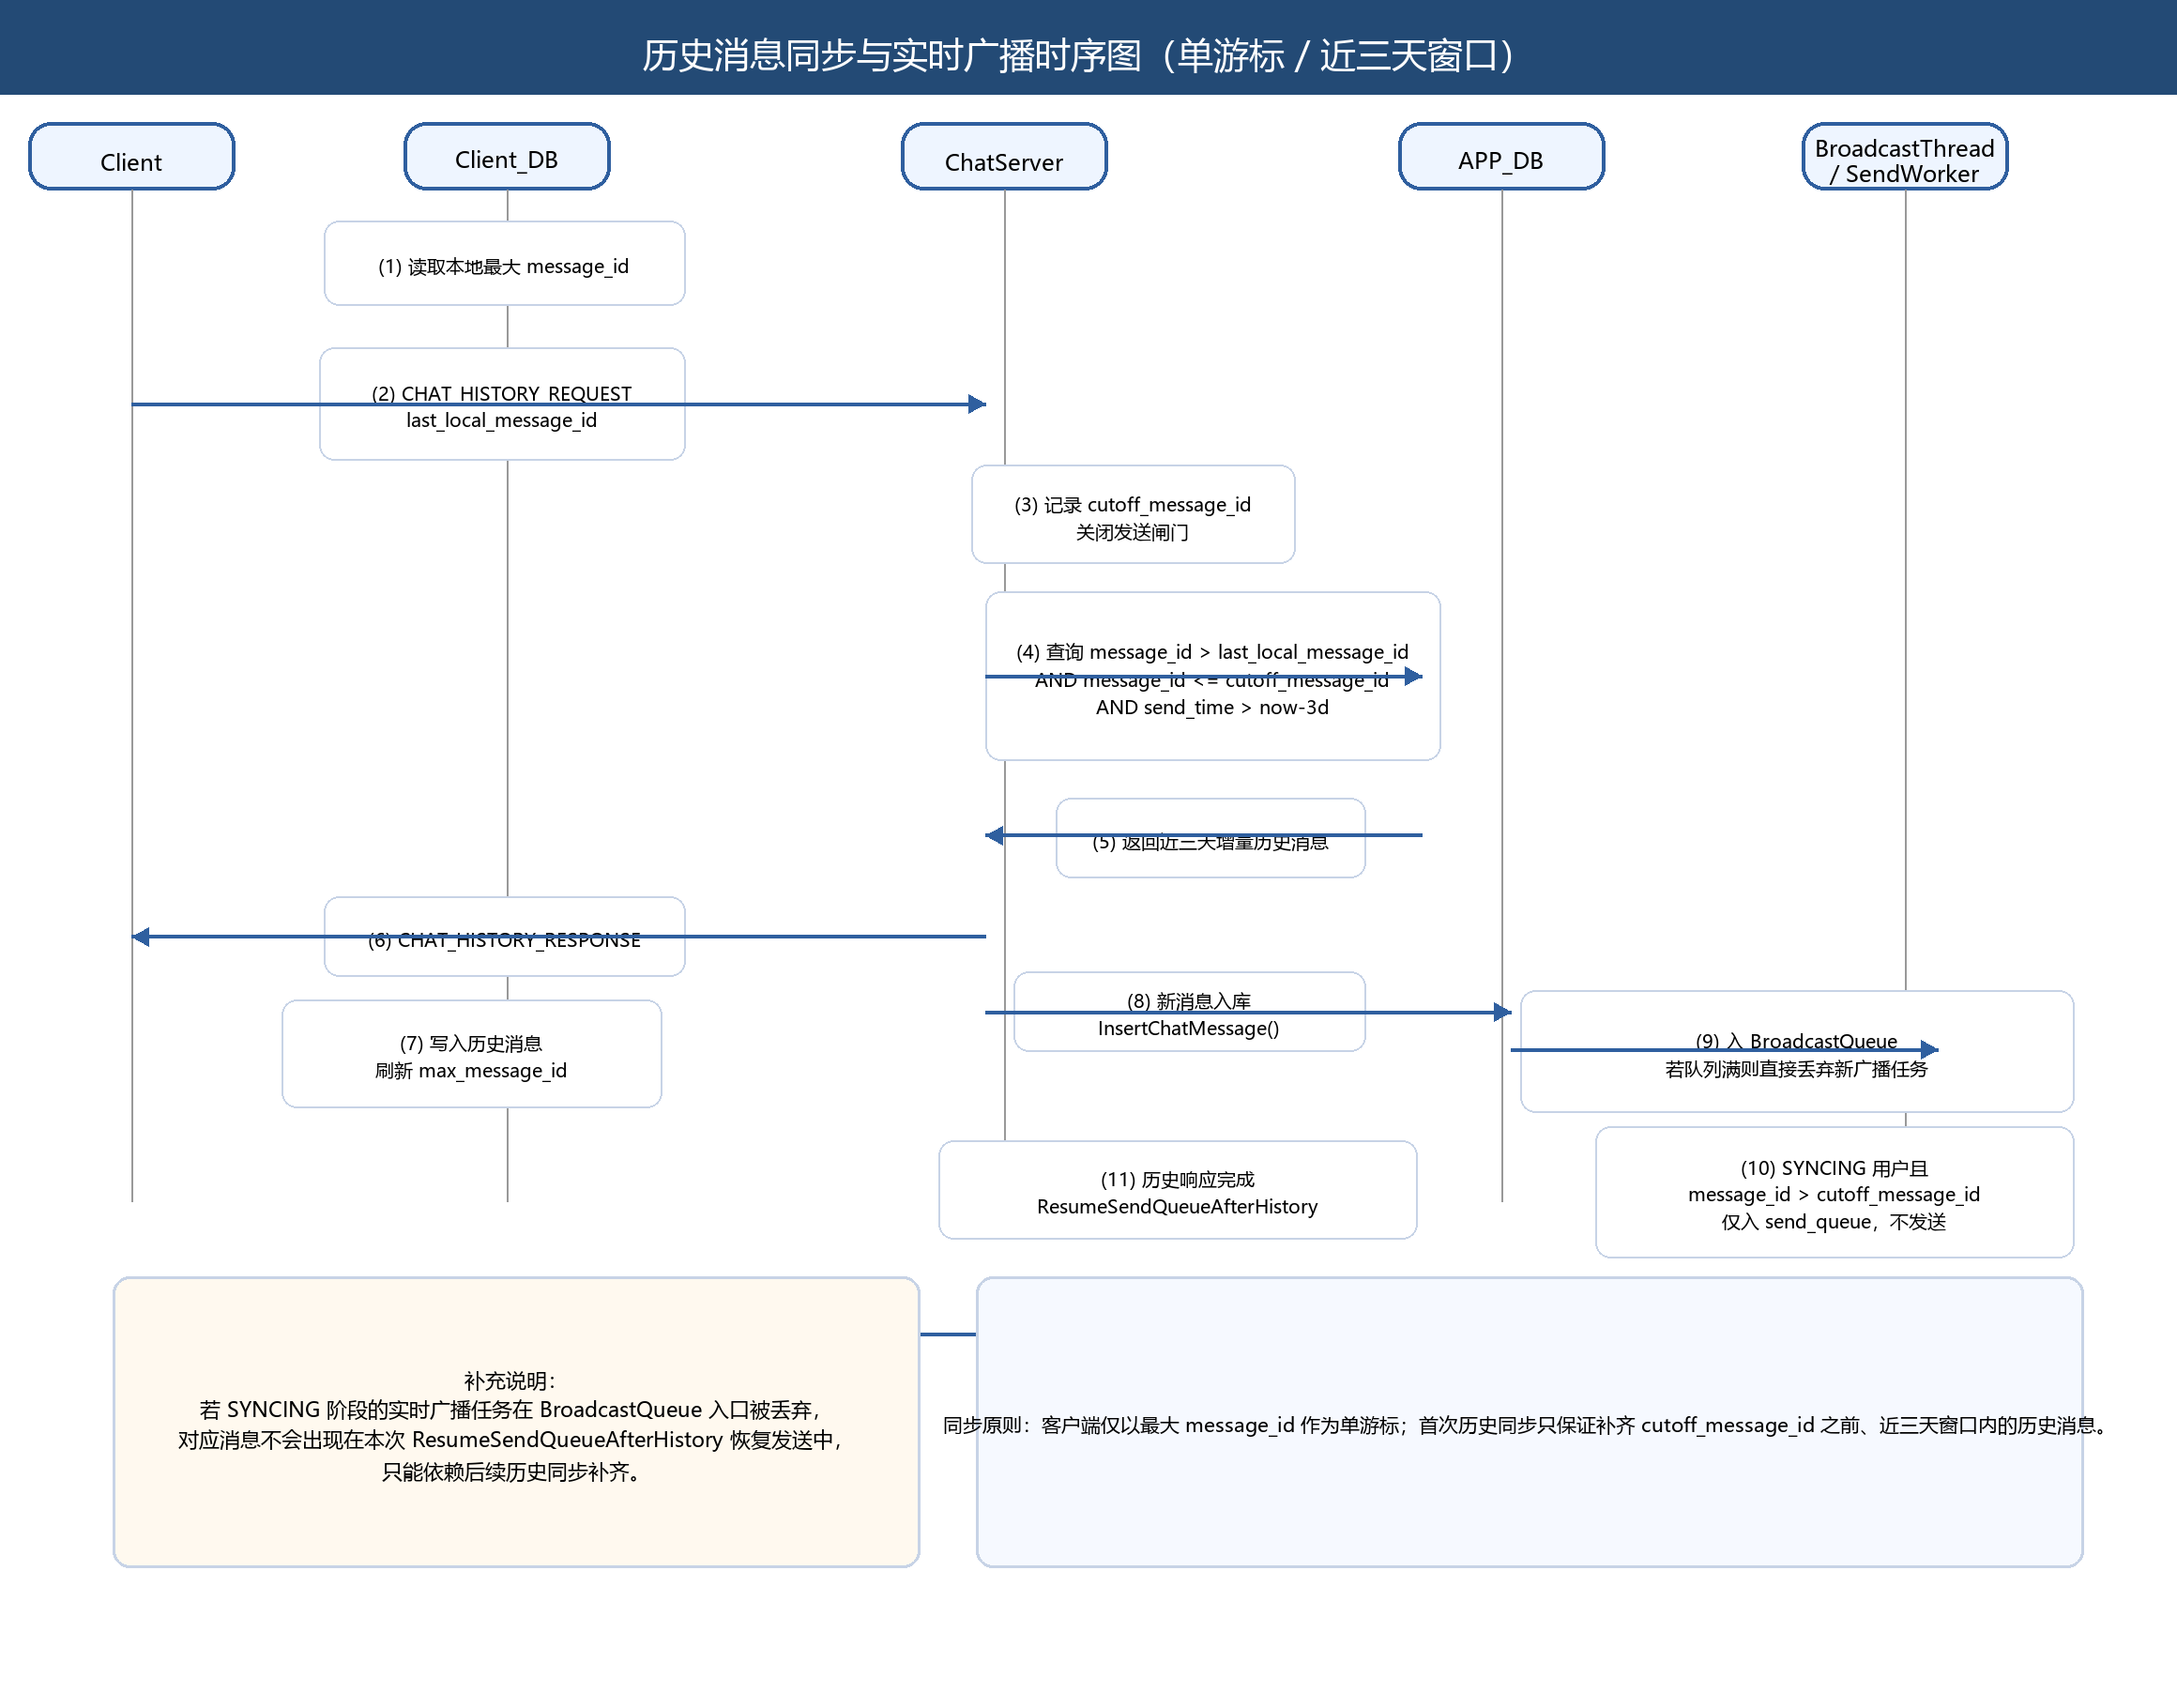 历史消息同步与实时广播时序图（单游标 / 近三天窗口）
Client
Client_DB
ChatServer
APP_DB
BroadcastThread
/ SendWorker
(1) 读取本地最大 message_id
(2) CHAT_HISTORY_REQUEST
last_local_message_id
(3) 记录 cutoff_message_id
关闭发送闸门
(4) 查询 message_id > last_local_message_id
AND message_id <= cutoff_message_id
AND send_time > now-3d
(5) 返回近三天增量历史消息
(6) CHAT_HISTORY_RESPONSE
(7) 写入历史消息
刷新 max_message_id
(8) 新消息入库
InsertChatMessage()
(9) 入 BroadcastQueue
若队列满则直接丢弃新广播任务
(10) SYNCING 用户且
message_id > cutoff_message_id
仅入 send_queue，不发送
(11) 历史响应完成
ResumeSendQueueAfterHistory
补充说明：
若 SYNCING 阶段的实时广播任务在 BroadcastQueue 入口被丢弃，
对应消息不会出现在本次 ResumeSendQueueAfterHistory 恢复发送中，
只能依赖后续历史同步补齐。
同步原则：客户端仅以最大 message_id 作为单游标；首次历史同步只保证补齐 cutoff_message_id 之前、近三天窗口内的历史消息。